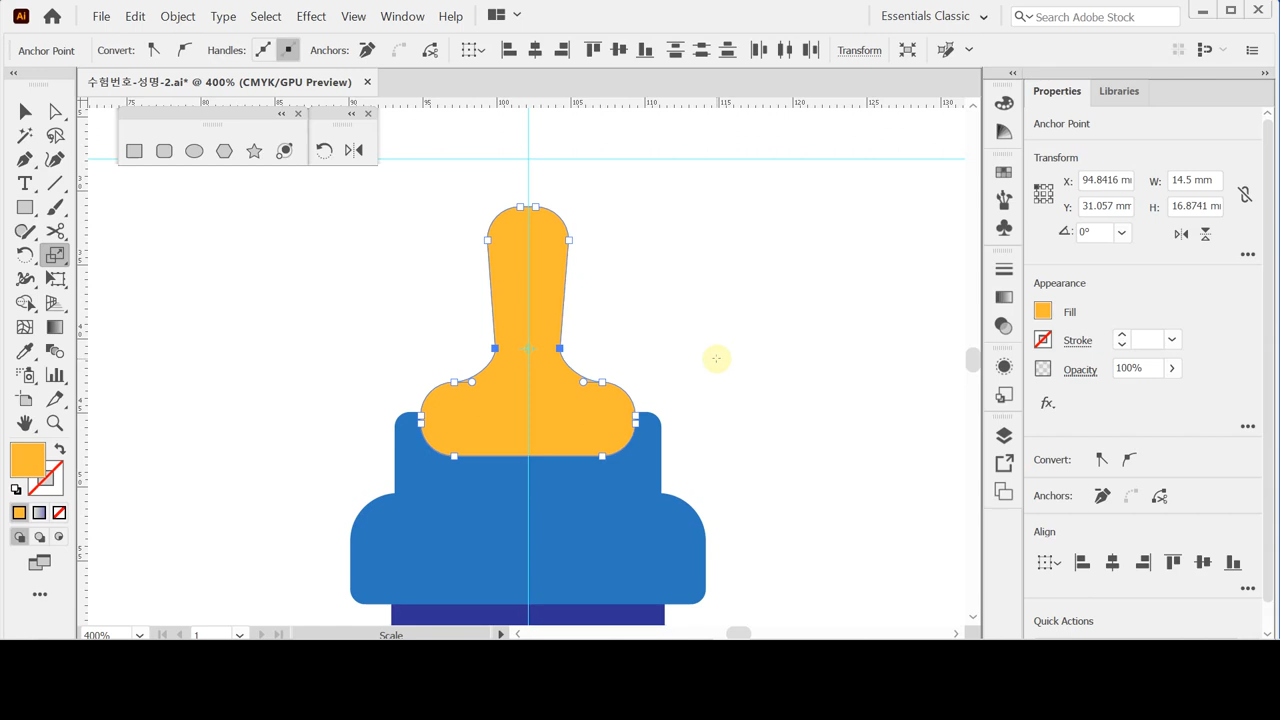 Ai File Edit Object Type Select Effect View Window Help Essentials Classic Search Adobe Stock
Anchor Point Convert: Handles: Anchors: Transform
수험번호-성명-2.ai* @ 400% (CMYK/GPU Preview)
75 80 85 90 95 100 105 110 115 120 125 130
Properties Libraries
Anchor Point
Transform
X: 94.8416 mm W: 14.5 mm
Y: 31.057 mm H: 16.8741 mm
0°
Appearance
Fill
Stroke
Opacity 100%
fx.
Convert:
Anchors:
Align
Quick Actions
400% 1 Scale